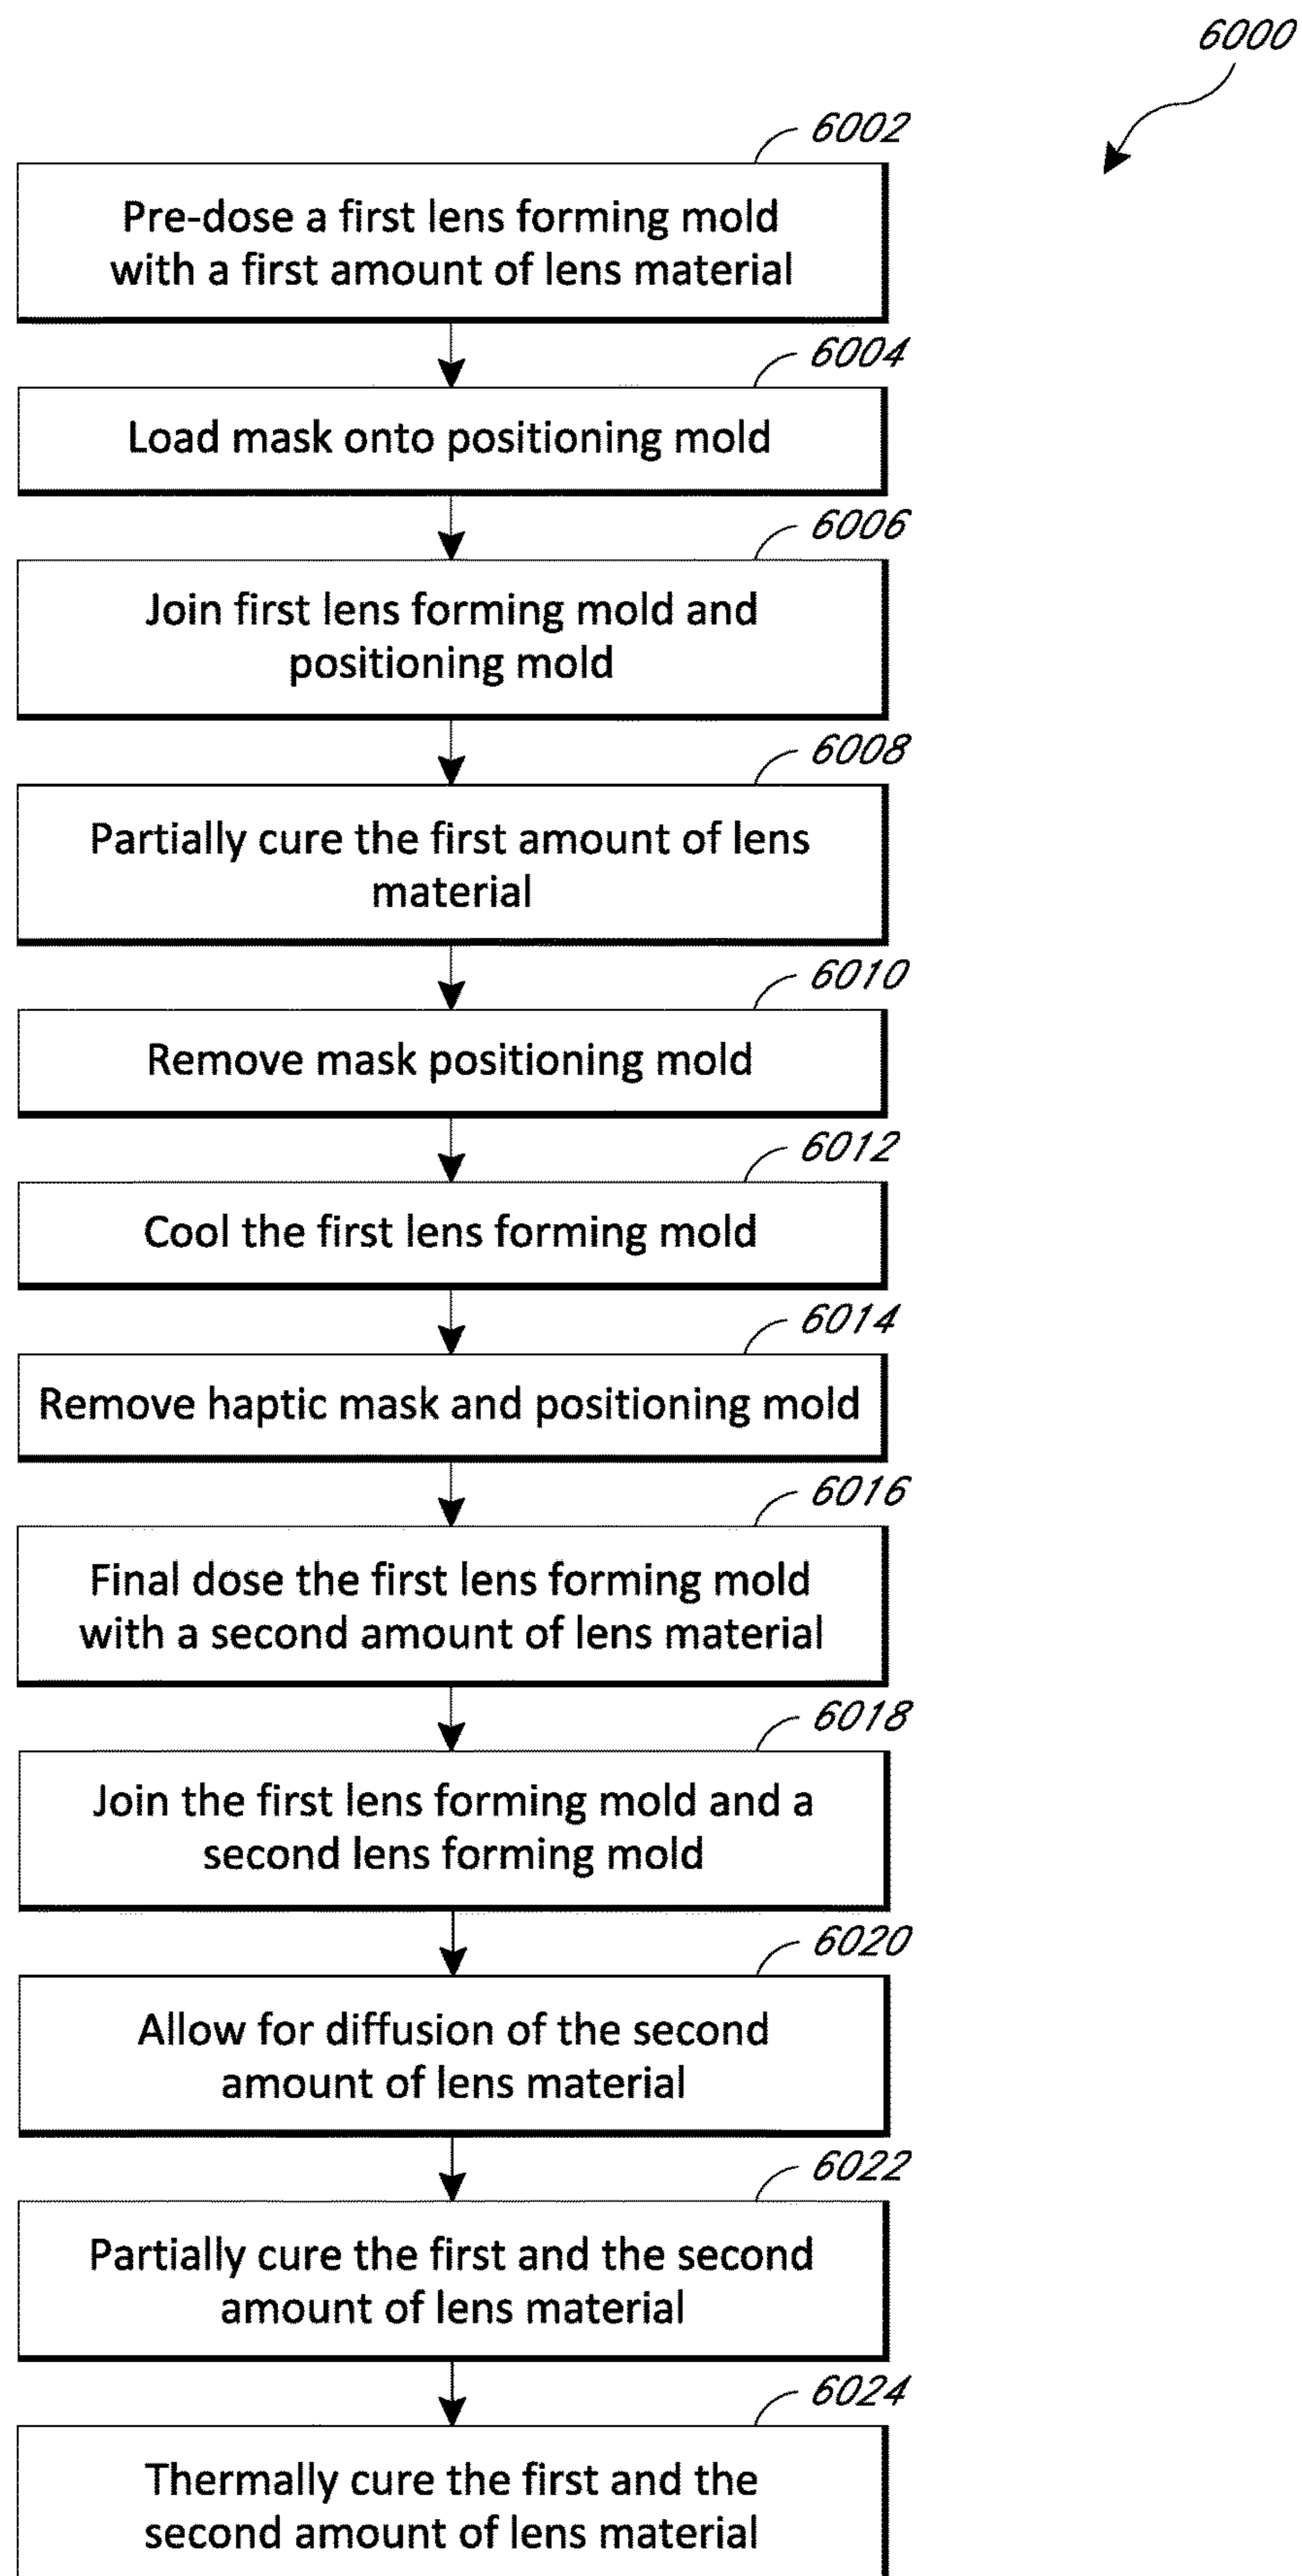 6000
6002
Pre-dose a first lens forming mold
with a first amount of lens material
6004
Load mask onto positioning mold
6006
Join first lens forming mold and
positioning mold
6008
Partially cure the first amount of lens
material
6010
Remove mask positioning mold
6012
Cool the first lens forming mold
6014
Remove haptic mask and positioning mold
6016
Final dose the first lens forming mold
with a second amount of lens material
6018
Join the first lens forming mold and a
second lens forming mold
6020
Allow for diffusion of the second
amount of lens material
6022
Partially cure the first and the second
amount of lens material
6024
Thermally cure the first and the
second amount of lens material